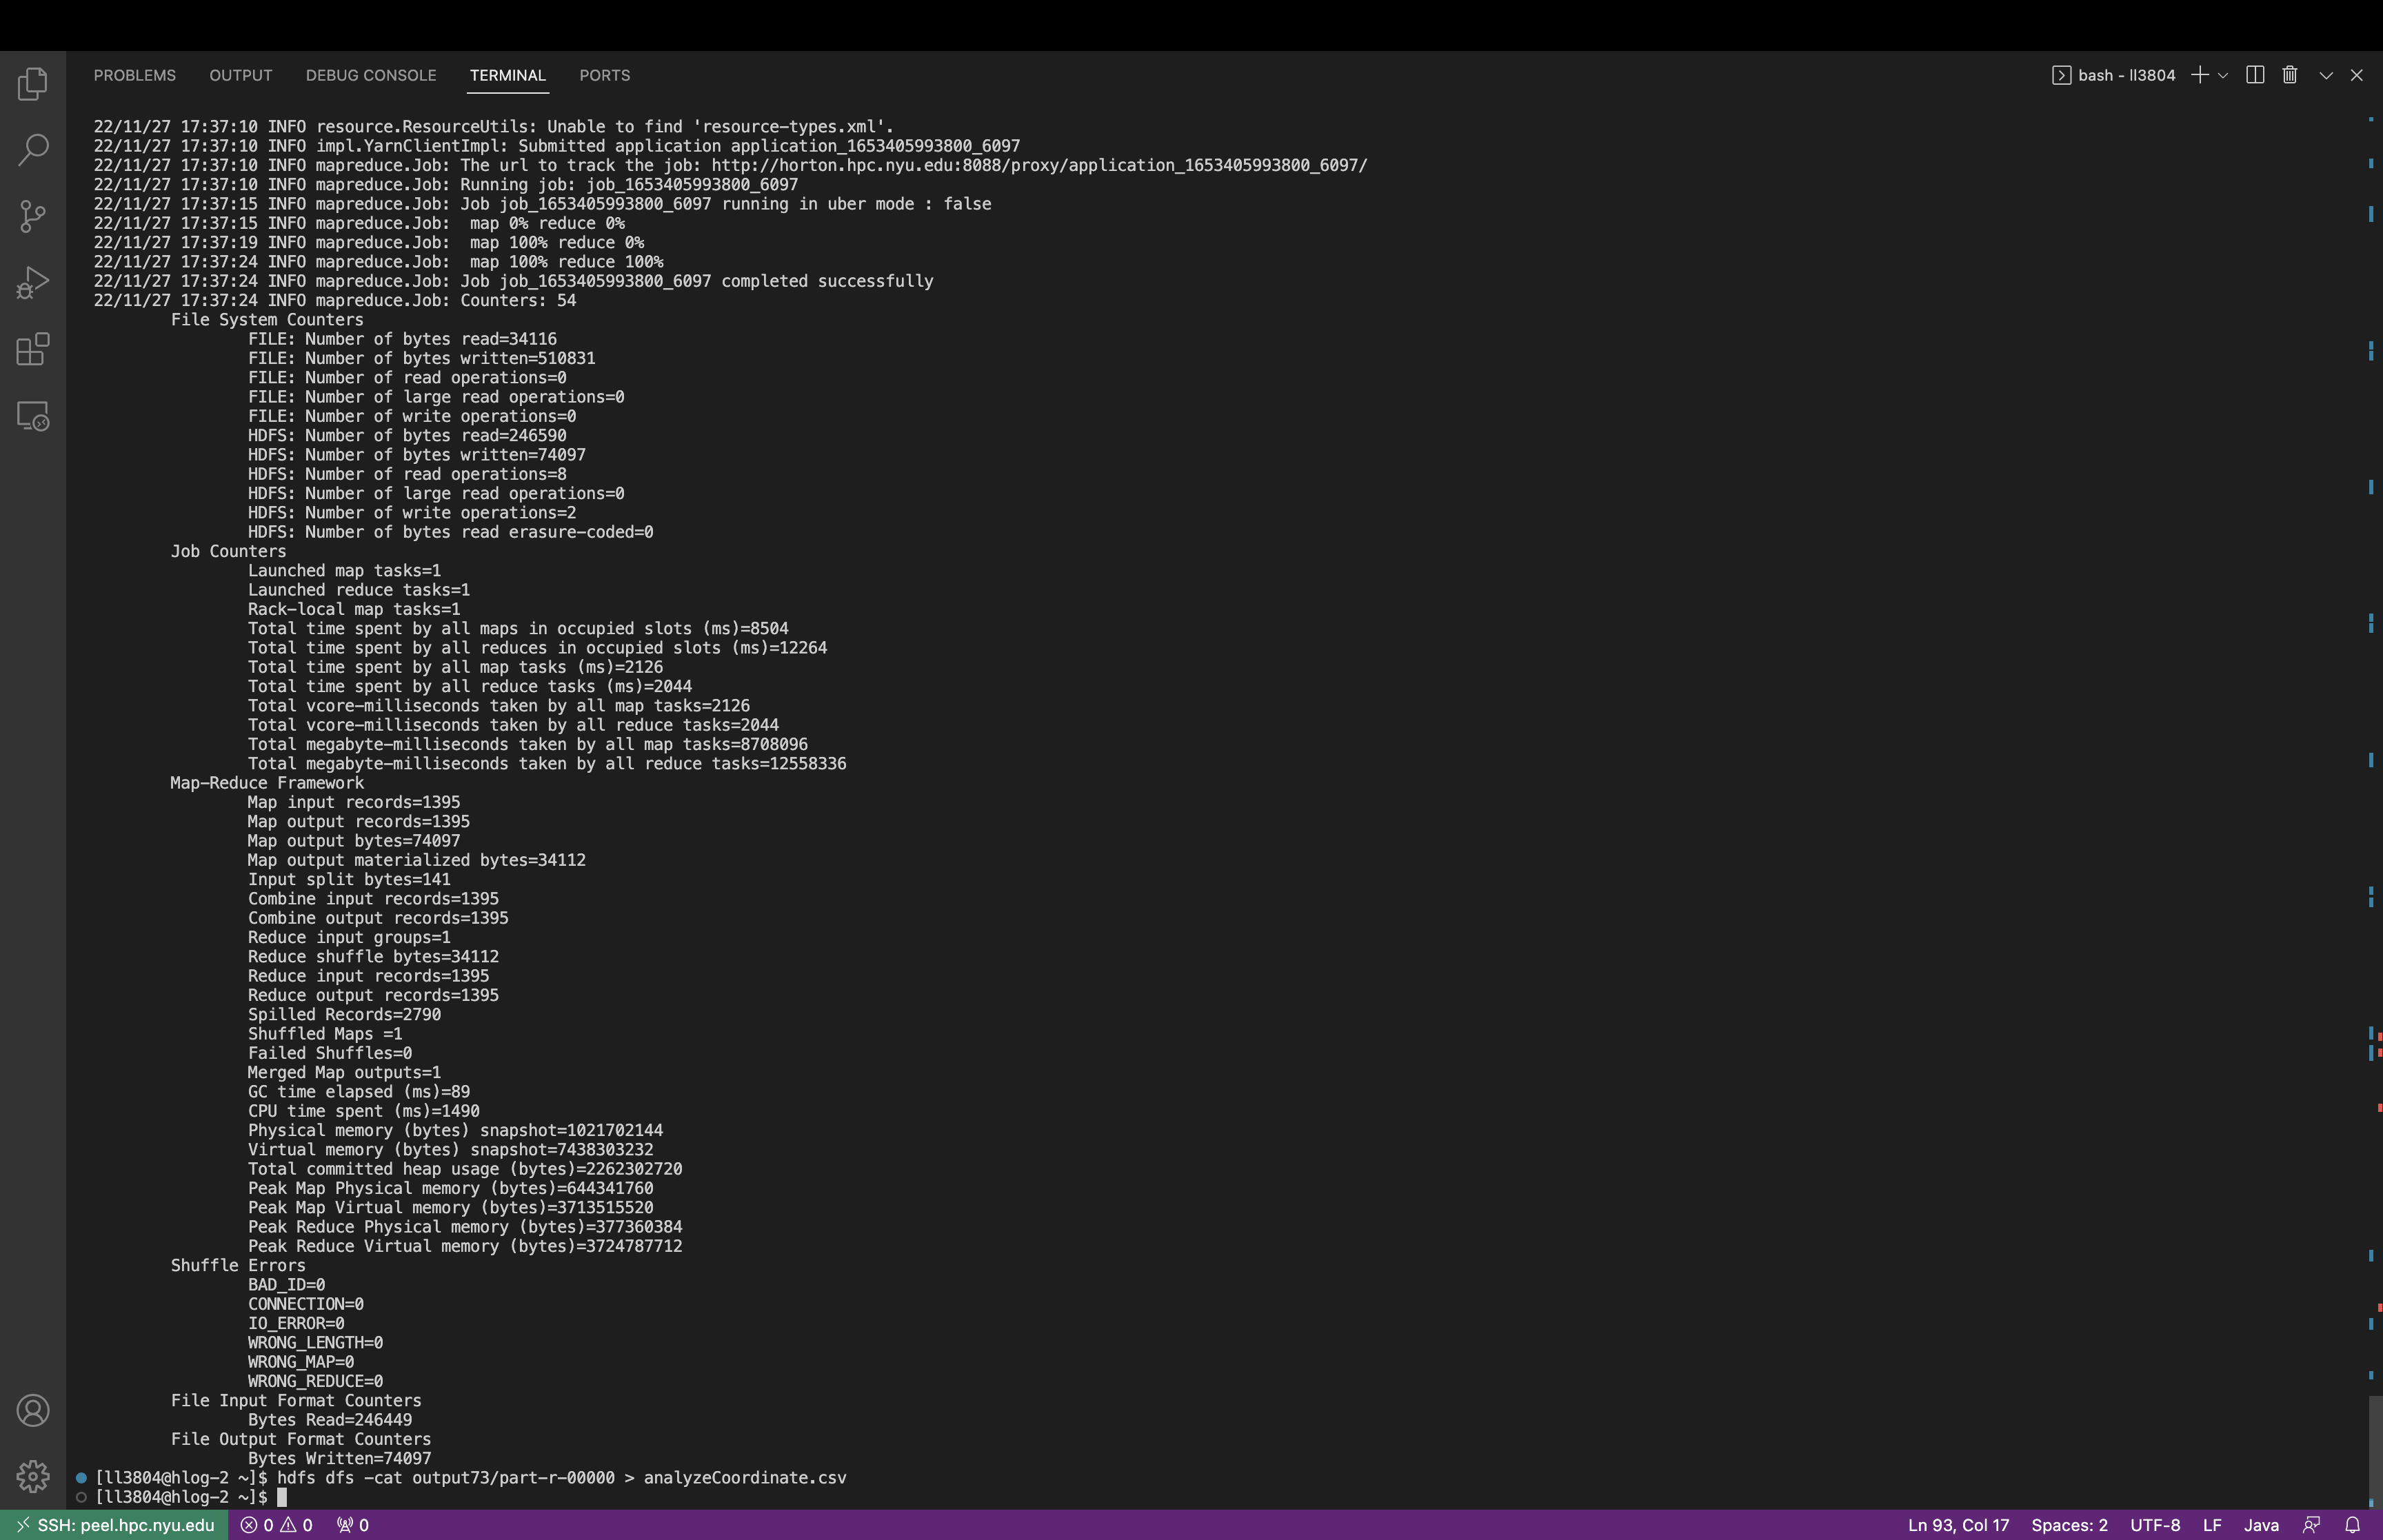 PROBLEMS OUTPUT DEBUG CONSOLE TERMINAL PORTS bash - ll3804
22/11/27 17:37:10 INFO resource.ResourceUtils: Unable to find 'resource-types.xml'.
22/11/27 17:37:10 INFO impl.YarnClientImpl: Submitted application application_1653405993800_6097
22/11/27 17:37:10 INFO mapreduce.Job: The url to track the job: http://horton.hpc.nyu.edu:8088/proxy/application_1653405993800_6097/
22/11/27 17:37:10 INFO mapreduce.Job: Running job: job_1653405993800_6097
22/11/27 17:37:15 INFO mapreduce.Job: Job job_1653405993800_6097 running in uber mode : false
22/11/27 17:37:15 INFO mapreduce.Job:  map 0% reduce 0%
22/11/27 17:37:19 INFO mapreduce.Job:  map 100% reduce 0%
22/11/27 17:37:24 INFO mapreduce.Job:  map 100% reduce 100%
22/11/27 17:37:24 INFO mapreduce.Job: Job job_1653405993800_6097 completed successfully
22/11/27 17:37:24 INFO mapreduce.Job: Counters: 54
File System Counters
FILE: Number of bytes read=34116
FILE: Number of bytes written=510831
FILE: Number of read operations=0
FILE: Number of large read operations=0
FILE: Number of write operations=0
HDFS: Number of bytes read=246590
HDFS: Number of bytes written=74097
HDFS: Number of read operations=8
HDFS: Number of large read operations=0
HDFS: Number of write operations=2
HDFS: Number of bytes read erasure-coded=0
Job Counters
Launched map tasks=1
Launched reduce tasks=1
Rack-local map tasks=1
Total time spent by all maps in occupied slots (ms)=8504
Total time spent by all reduces in occupied slots (ms)=12264
Total time spent by all map tasks (ms)=2126
Total time spent by all reduce tasks (ms)=2044
Total vcore-milliseconds taken by all map tasks=2126
Total vcore-milliseconds taken by all reduce tasks=2044
Total megabyte-milliseconds taken by all map tasks=8708096
Total megabyte-milliseconds taken by all reduce tasks=12558336
Map-Reduce Framework
Map input records=1395
Map output records=1395
Map output bytes=74097
Map output materialized bytes=34112
Input split bytes=141
Combine input records=1395
Combine output records=1395
Reduce input groups=1
Reduce shuffle bytes=34112
Reduce input records=1395
Reduce output records=1395
Spilled Records=2790
Shuffled Maps =1
Failed Shuffles=0
Merged Map outputs=1
GC time elapsed (ms)=89
CPU time spent (ms)=1490
Physical memory (bytes) snapshot=1021702144
Virtual memory (bytes) snapshot=7438303232
Total committed heap usage (bytes)=2262302720
Peak Map Physical memory (bytes)=644341760
Peak Map Virtual memory (bytes)=3713515520
Peak Reduce Physical memory (bytes)=377360384
Peak Reduce Virtual memory (bytes)=3724787712
Shuffle Errors
BAD_ID=0
CONNECTION=0
IO_ERROR=0
WRONG_LENGTH=0
WRONG_MAP=0
WRONG_REDUCE=0
File Input Format Counters
Bytes Read=246449
File Output Format Counters
Bytes Written=74097
[ll3804@hlog-2 ~]$ hdfs dfs -cat output73/part-r-00000 > analyzeCoordinate.csv
[ll3804@hlog-2 ~]$
SSH: peel.hpc.nyu.edu 0 0 0 Ln 93, Col 17 Spaces: 2 UTF-8 LF Java